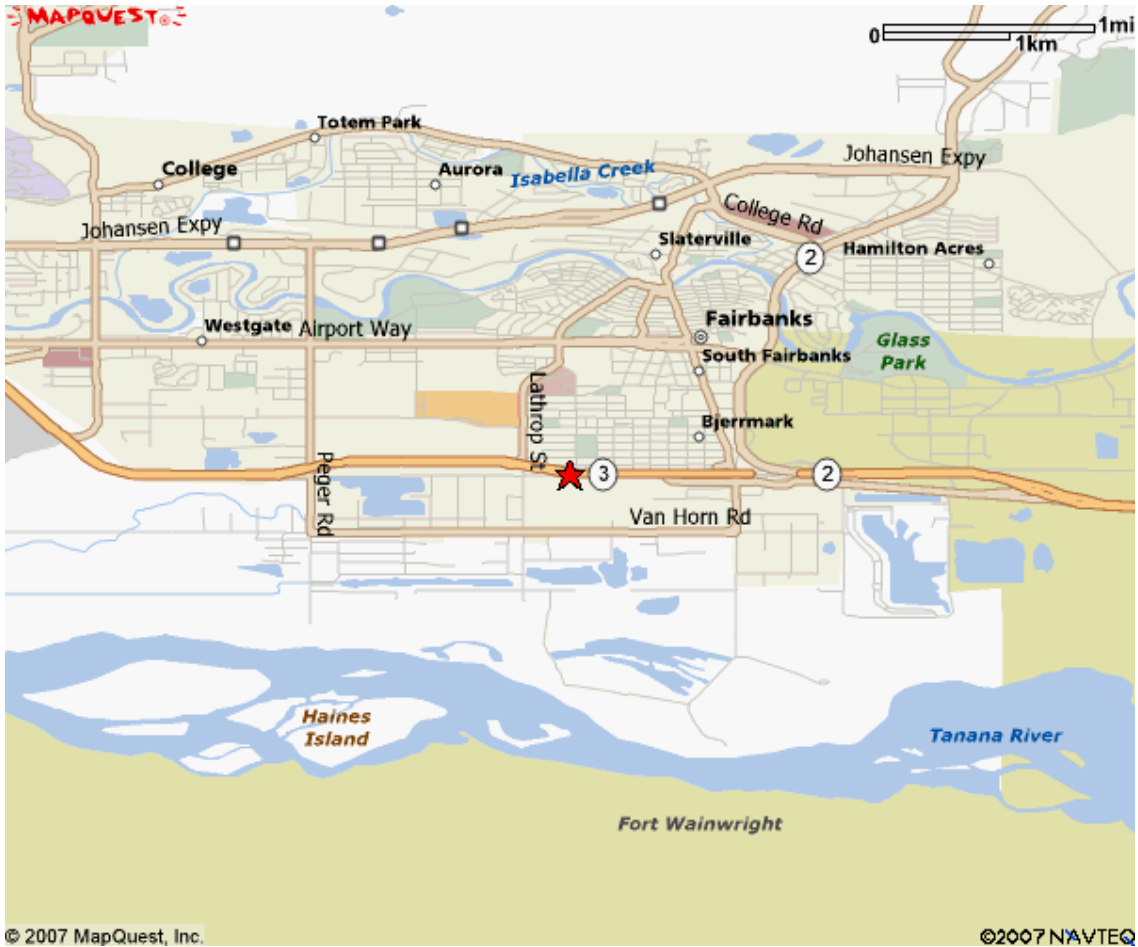 MAPQUEST
0
1mi
1km
Totem Park
College
Aurora
Isabella Creek
Johansen Expy
Johansen Expy
College Rd
Slaterville
2
Hamilton Acres
Westgate
Airport Way
Fairbanks
South Fairbanks
Glass
Park
Lathrop St
Bjerrmark
Peger Rd
3
2
Van Horn Rd
Haines
Island
Tanana River
Fort Wainwright
© 2007 MapQuest, Inc.
©2007 NAVTEQ